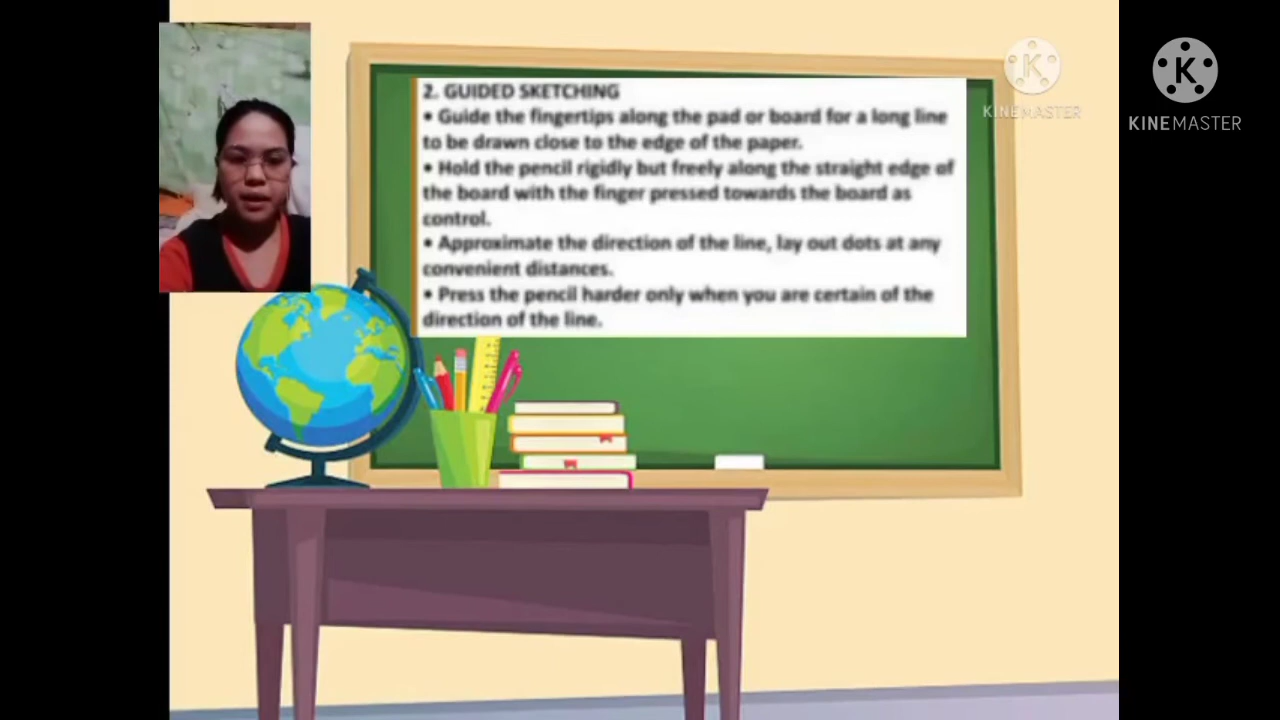 2. GUIDED SKETCHING
• Guide the fingertips along the pad or board for a long line
to be drawn close to the edge of the paper.
• Hold the pencil rigidly but freely along the straight edge of
the board with the finger pressed towards the board as
control.
• Approximate the direction of the line, lay out dots at any
convenient distances.
• Press the pencil harder only when you are certain of the
direction of the line.
K
KINEMASTER
K
KINEMASTER